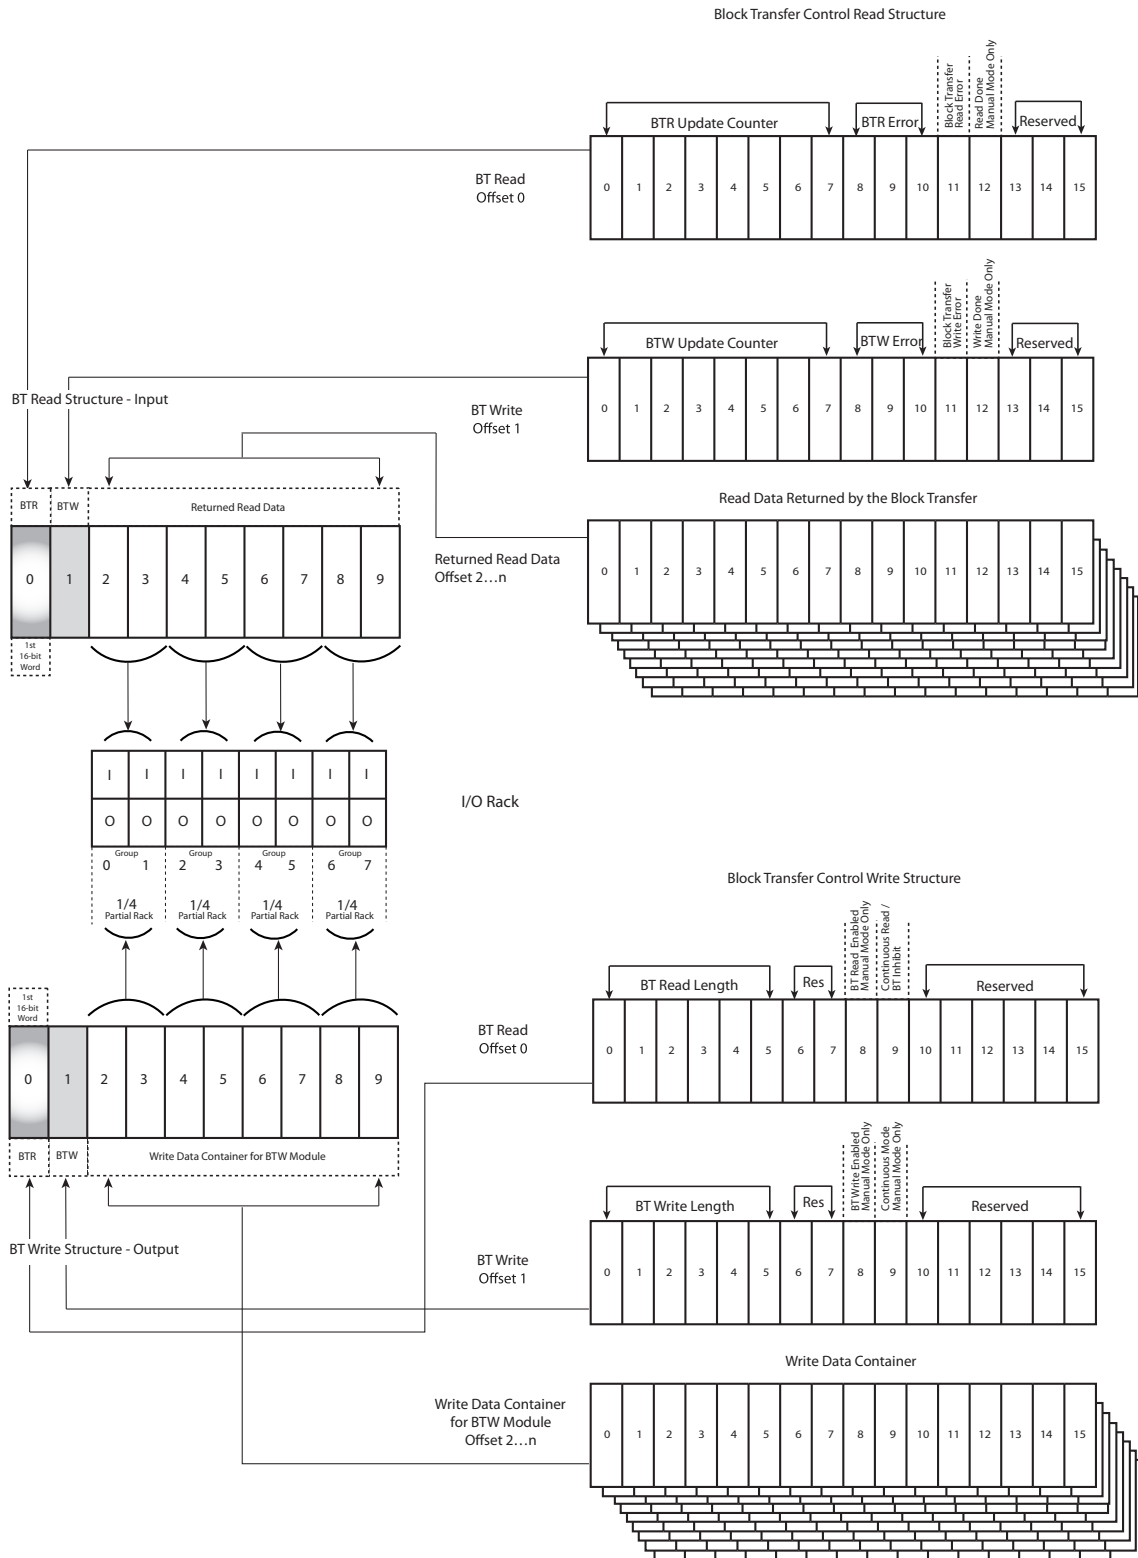 Block Transfer Control Read Structure
Block Transfer
Read Error
Read Done
Manual Mode Only
BTR Update Counter
BTR Error
Reserved
BT Read
Offset 0
0 1 2 3 4 5 6 7 8 9 10 11 12 13 14 15
Block Transfer
Write Error
Write Done
Manual Mode Only
BTW Update Counter
BTW Error
Reserved
BT Read Structure - Input
BT Write
Offset 1
0 1 2 3 4 5 6 7 8 9 10 11 12 13 14 15
BTR
BTW
Returned Read Data
Read Data Returned by the Block Transfer
0 1 2 3 4 5 6 7 8 9
Returned Read Data
Offset 2...n
0 1 2 3 4 5 6 7 8 9 10 11 12 13 14 15
1st
16-bit
Word
I I I I I I I I
O O O O O O O O
I/O Rack
Group Group Group Group
0 1 2 3 4 5 6 7
1/4 1/4 1/4 1/4
Partial Rack Partial Rack Partial Rack Partial Rack
Block Transfer Control Write Structure
BT Read Enabled
Manual Mode Only
Continuous Read /
BT Inhibit
BT Read Length
Res
Reserved
1st
16-bit
Word
BT Read
Offset 0
0 1 2 3 4 5 6 7 8 9 10 11 12 13 14 15
0 1 2 3 4 5 6 7 8 9
BTR
BTW
Write Data Container for BTW Module
BT Write Enabled
Manual Mode Only
Continuous Mode
Manual Mode Only
BT Write Length
Res
Reserved
BT Write Structure - Output
BT Write
Offset 1
0 1 2 3 4 5 6 7 8 9 10 11 12 13 14 15
Write Data Container
Write Data Container
for BTW Module
Offset 2...n
0 1 2 3 4 5 6 7 8 9 10 11 12 13 14 15